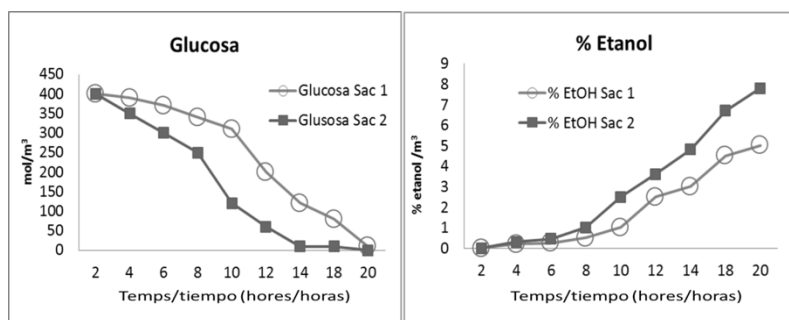 Glucosa
450
400
350
300
250
200
150
100
50
0
mol/m³
Glucosa Sac 1
Glusosa Sac 2
2 4 6 8 10 12 14 18 20
Temps/tiempo (hores/horas)
% Etanol
9
8
7
6
5
4
3
2
1
0
% etanol /m³
% EtOH Sac 1
% EtOH Sac 2
2 4 6 8 10 12 14 18 20
Temps/tiempo (hores/horas)